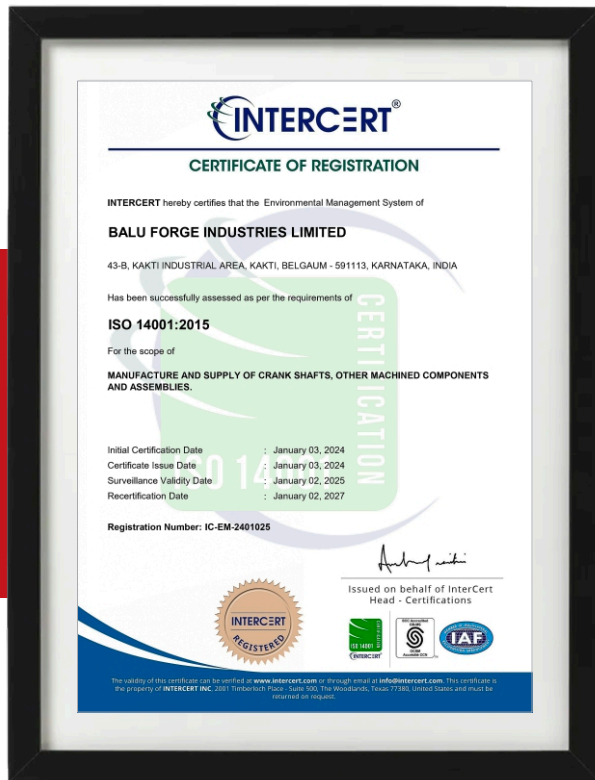 INTERCERT®
CERTIFICATE OF REGISTRATION
INTERCERT hereby certifies that the Environmental Management System of
BALU FORGE INDUSTRIES LIMITED
43-B, KAKTI INDUSTRIAL AREA, KAKTI, BELGAUM - 591113, KARNATAKA, INDIA
Has been successfully assessed as per the requirements of
ISO 14001:2015
For the scope of
MANUFACTURE AND SUPPLY OF CRANK SHAFTS, OTHER MACHINED COMPONENTS
AND ASSEMBLIES.
CERTIFICATION
ISO 14001
Initial Certification Date : January 03, 2024
Certificate Issue Date : January 03, 2024
Surveillance Validity Date : January 02, 2025
Recertification Date : January 02, 2027
Registration Number: IC-EM-2401025
Issued on behalf of InterCert
Head - Certifications
INTERCERT
REGISTERED
ISO 14001
INTERCERT
IAF
The validity of this certificate can be verified at www.intercert.com or through email at info@intercert.com. This certificate is
the property of INTERCERT INC, 2001 Timberloch Place - Suite 500, The Woodlands, Texas 77380, United States and must be
returned on request.